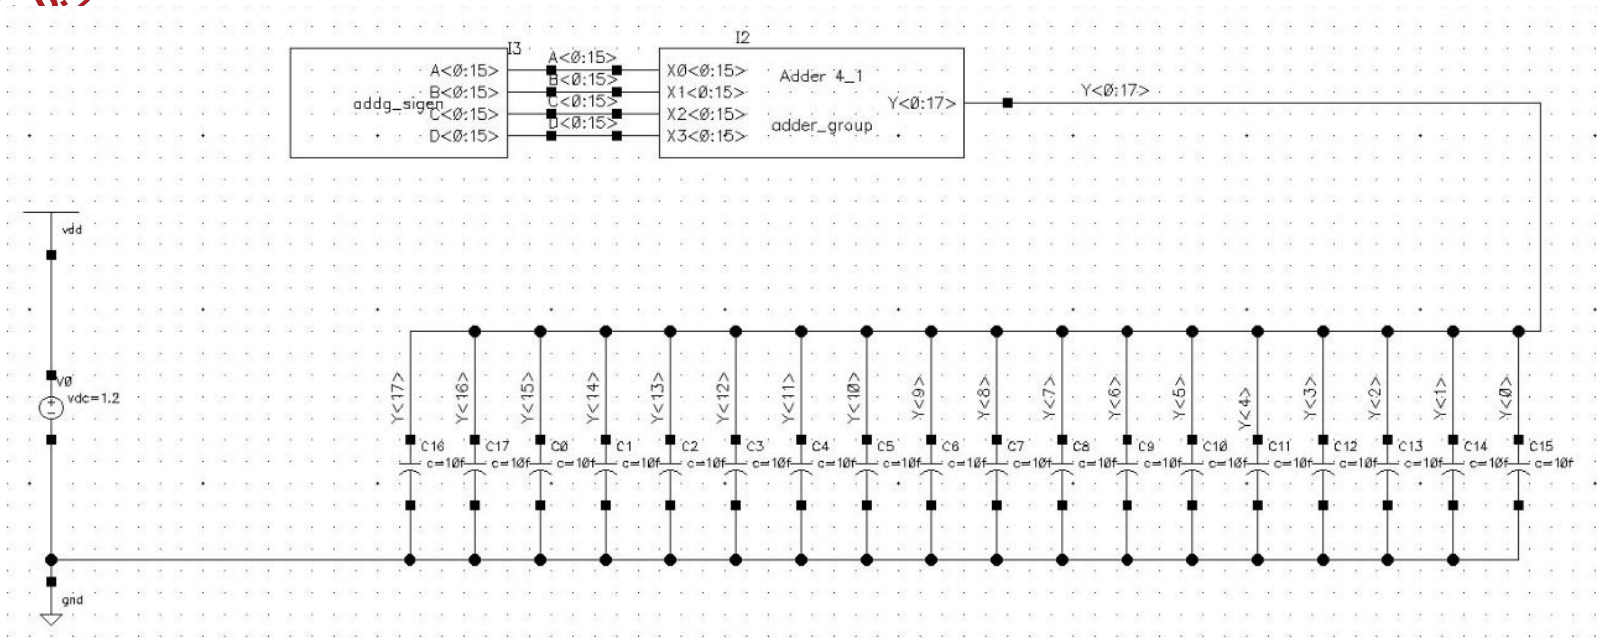 I3
I2
A<0:15>
A<0:15>
X0<0:15>
Adder 4_1
Y<0:17>
B<0:15>
B<0:15>
X1<0:15>
addg_sigen
C<0:15>
C<0:15>
X2<0:15>
Y<0:17>
adder_group
D<0:15>
D<0:15>
X3<0:15>
vdd
V0
vdc=1.2
gnd
Y<17> Y<16> Y<15> Y<14> Y<13> Y<12> Y<11> Y<10> Y<9> Y<8> Y<7> Y<6> Y<5> Y<4> Y<3> Y<2> Y<1> Y<0>
C16 C17 C0 C1 C2 C3 C4 C5 C6 C7 C8 C9 C10 C11 C12 C13 C14 C15
c=10f c=10f c=10f c=10f c=10f c=10f c=10f c=10f c=10f c=10f c=10f c=10f c=10f c=10f c=10f c=10f c=10f c=10f